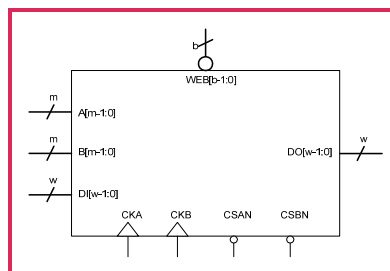 b
WEB[b-1:0]
m
A[m-1:0]
m
B[m-1:0]
DO[w-1:0]
w
w
DI[w-1:0]
CKA
CKB
CSAN
CSBN